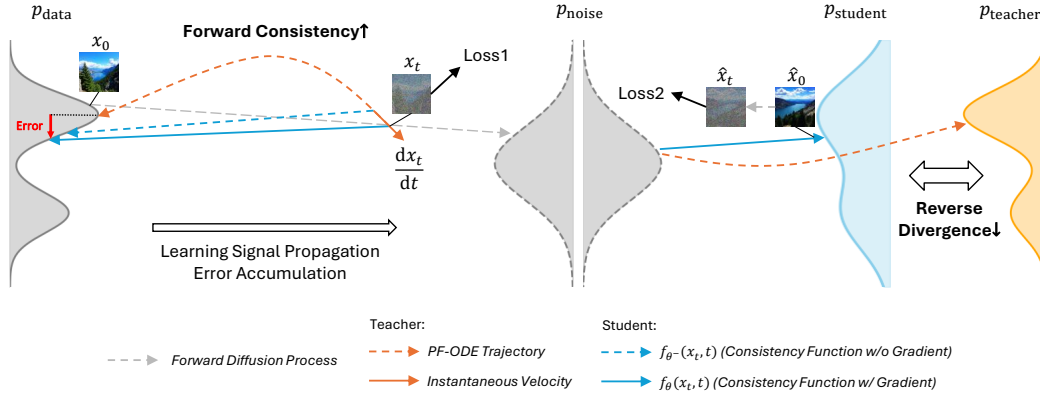 p_data
p_noise
p_student
p_teacher
x_0
Forward Consistency↑
x_t
Loss1
x̂_t
x̂_0
Loss2
Error
dx_t
dt
Reverse
Divergence↓
Learning Signal Propagation
Error Accumulation
Teacher:
Student:
Forward Diffusion Process
PF-ODE Trajectory
f_θ⁻(x_t, t) (Consistency Function w/o Gradient)
Instantaneous Velocity
f_θ(x_t, t) (Consistency Function w/ Gradient)